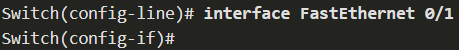 Switch(config-line)# interface FastEthernet 0/1
Switch(config-if)#